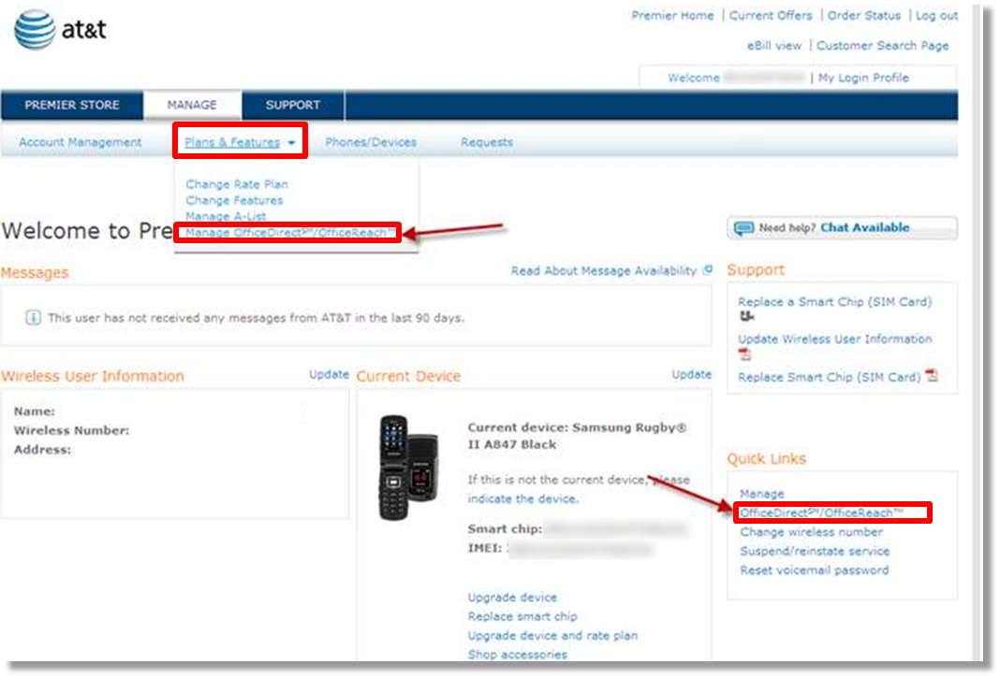 at&t
Premier Home | Current Offers | Order Status | Log out
eBill view | Customer Search Page
Welcome | My Login Profile
PREMIER STORE MANAGE SUPPORT
Account Management Plans & Features Phones/Devices Requests
Change Rate Plan
Change Features
Manage A-List
Manage OfficeDirect℠/OfficeReach™
Welcome to Pre
Need help? Chat Available
Messages
Read About Message Availability
This user has not received any messages from AT&T in the last 90 days.
Support
Replace a Smart Chip (SIM Card)
Update Wireless User Information
Replace Smart Chip (SIM Card)
Wireless User Information Update
Name:
Wireless Number:
Address:
Current Device Update
Current device: Samsung Rugby®
II A847 Black
If this is not the current device, please
indicate the device.
Smart chip:
IMEI:
Upgrade device
Replace smart chip
Upgrade device and rate plan
Shop accessories
Quick Links
Manage
OfficeDirect℠/OfficeReach™
Change wireless number
Suspend/reinstate service
Reset voicemail password